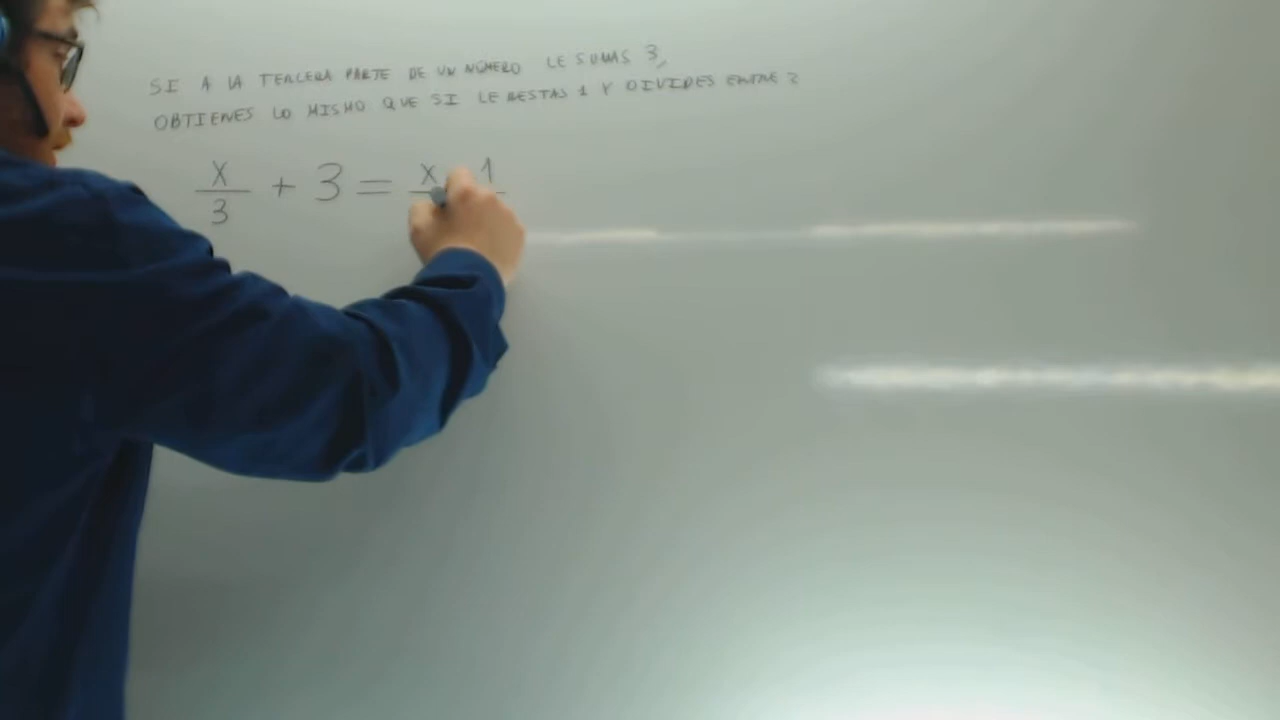 SI A LA TERCERA PARTE DE UN NÚMERO LE SUMAS 3,
OBTIENES LO MISMO QUE SI LE RESTAS 1 Y DIVIDES ENTRE 2
x/3 + 3 = x 1